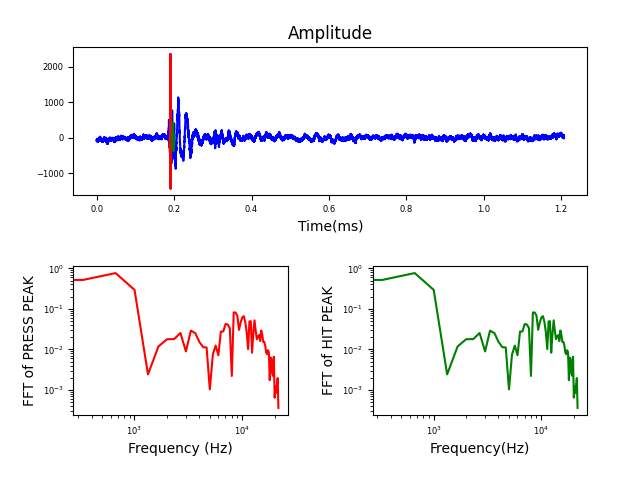 Amplitude
2000
1000
0
−1000
0.0 0.2 0.4 0.6 0.8 1.0 1.2
Time(ms)
FFT of PRESS PEAK
10⁰
10⁻¹
10⁻²
10⁻³
10³ 10⁴
Frequency (Hz)
FFT of HIT PEAK
10⁰
10⁻¹
10⁻²
10⁻³
10³ 10⁴
Frequency(Hz)